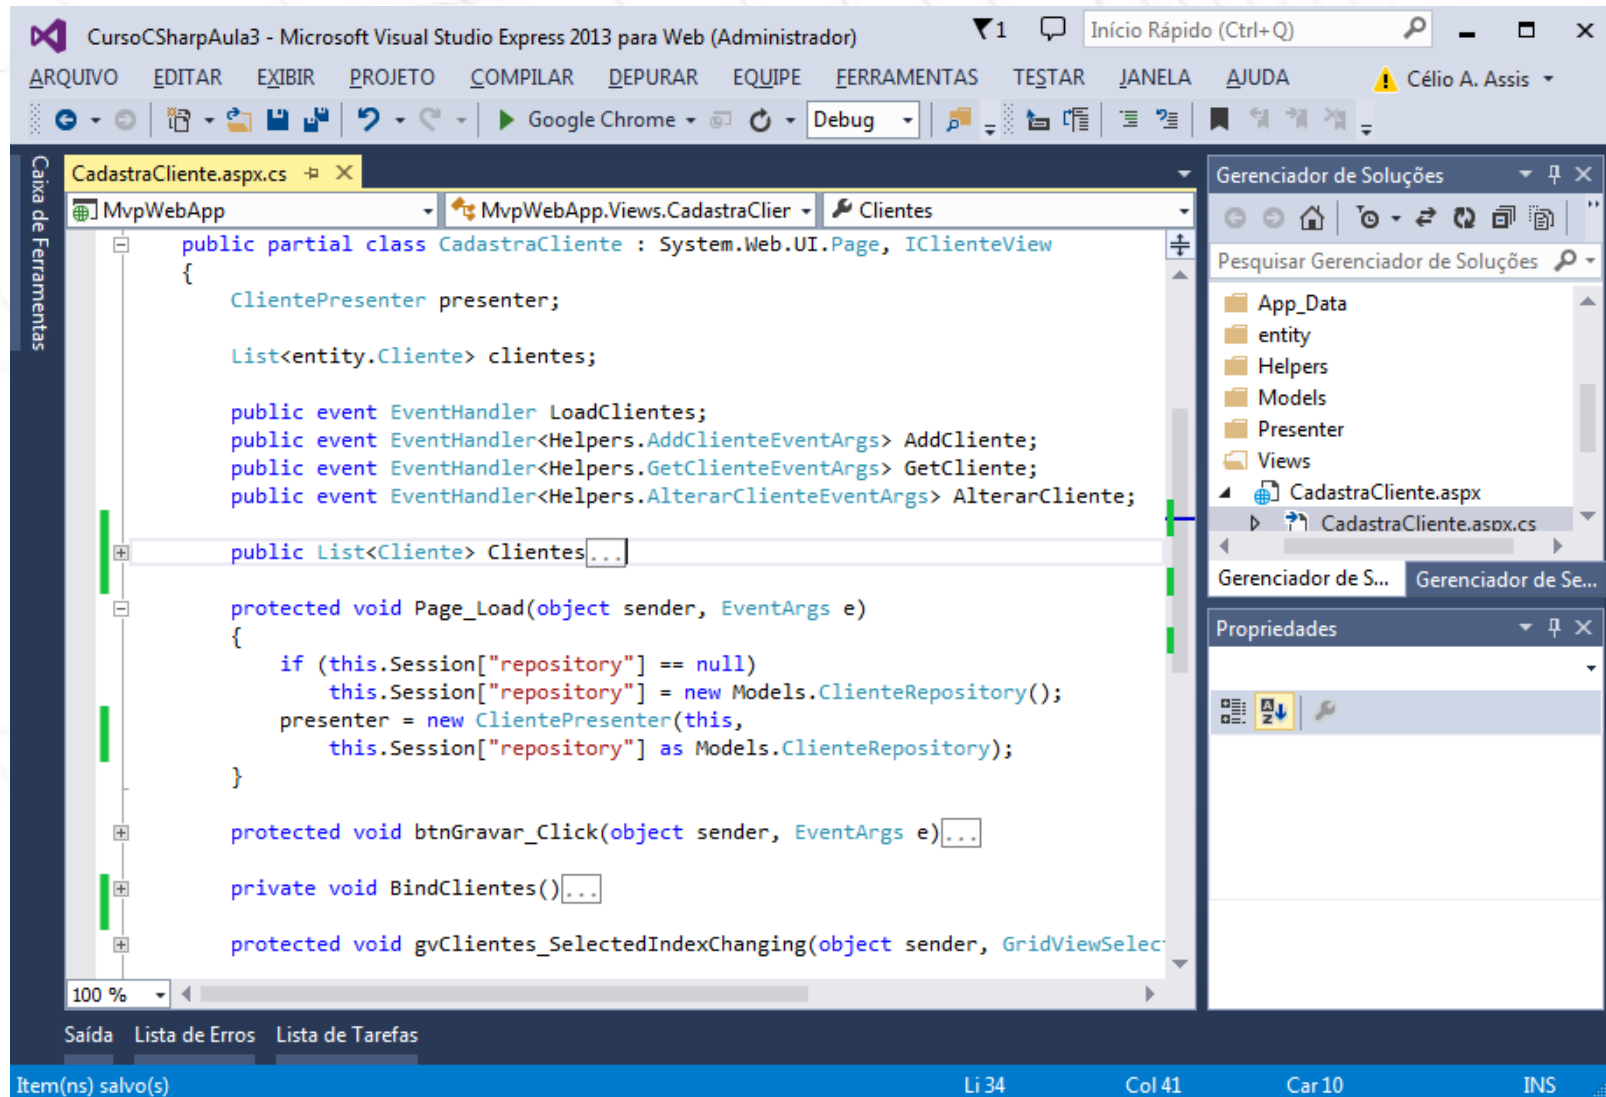 CursoCSharpAula3 - Microsoft Visual Studio Express 2013 para Web (Administrador)
1
Início Rápido (Ctrl+Q)
ARQUIVO EDITAR EXIBIR PROJETO COMPILAR DEPURAR EQUIPE FERRAMENTAS TESTAR JANELA AJUDA Célio A. Assis
Google Chrome Debug
Caixa de Ferramentas
CadastraCliente.aspx.cs
MvpWebApp MvpWebApp.Views.CadastraClier Clientes
public partial class CadastraCliente : System.Web.UI.Page, IClienteView
{
ClientePresenter presenter;
List<entity.Cliente> clientes;
public event EventHandler LoadClientes;
public event EventHandler<Helpers.AddClienteEventArgs> AddCliente;
public event EventHandler<Helpers.GetClienteEventArgs> GetCliente;
public event EventHandler<Helpers.AlterarClienteEventArgs> AlterarCliente;
public List<Cliente> Clientes...
protected void Page_Load(object sender, EventArgs e)
{
if (this.Session["repository"] == null)
this.Session["repository"] = new Models.ClienteRepository();
presenter = new ClientePresenter(this,
this.Session["repository"] as Models.ClienteRepository);
}
protected void btnGravar_Click(object sender, EventArgs e)...
private void BindClientes()...
protected void gvClientes_SelectedIndexChanging(object sender, GridViewSelec
100 %
Gerenciador de Soluções
Pesquisar Gerenciador de Soluções
App_Data
entity
Helpers
Models
Presenter
Views
CadastraCliente.aspx
CadastraCliente.aspx.cs
Gerenciador de S... Gerenciador de Se...
Propriedades
Saída Lista de Erros Lista de Tarefas
Item(ns) salvo(s) Li 34 Col 41 Car 10 INS